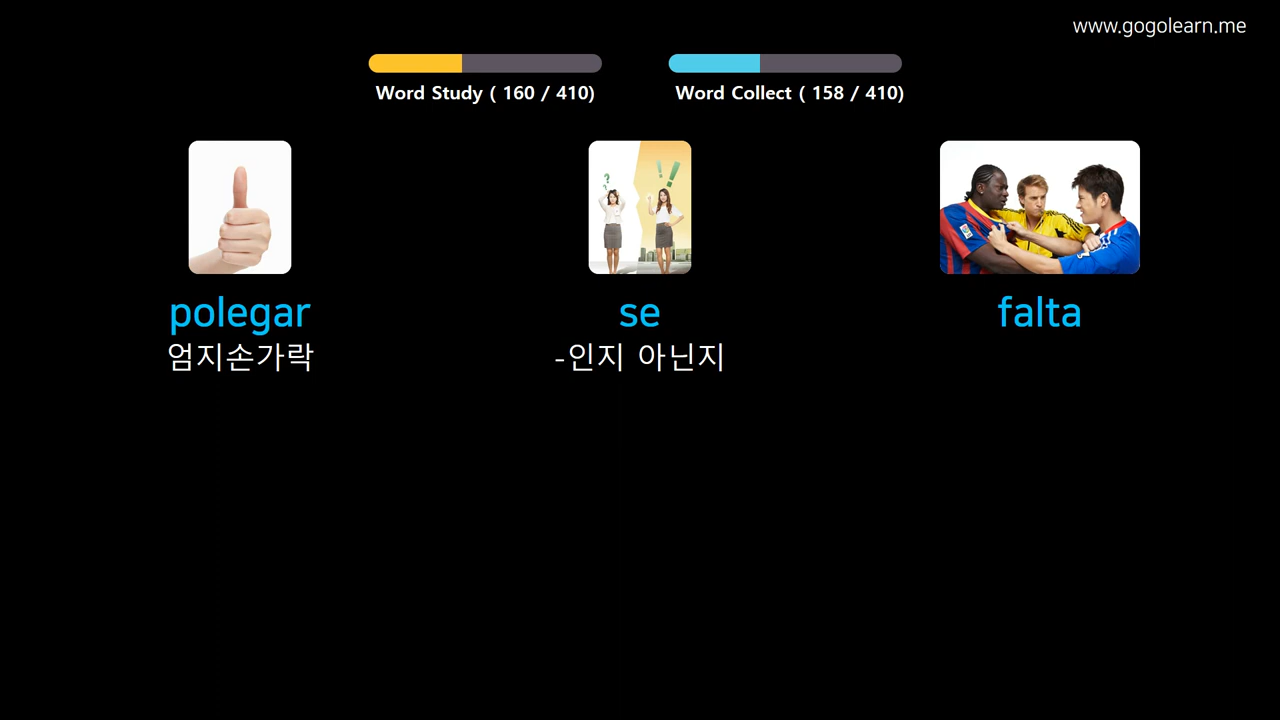 www.gogolearn.me
Word Study ( 160 / 410)
Word Collect ( 158 / 410)
polegar
엄지손가락
se
-인지 아닌지
falta